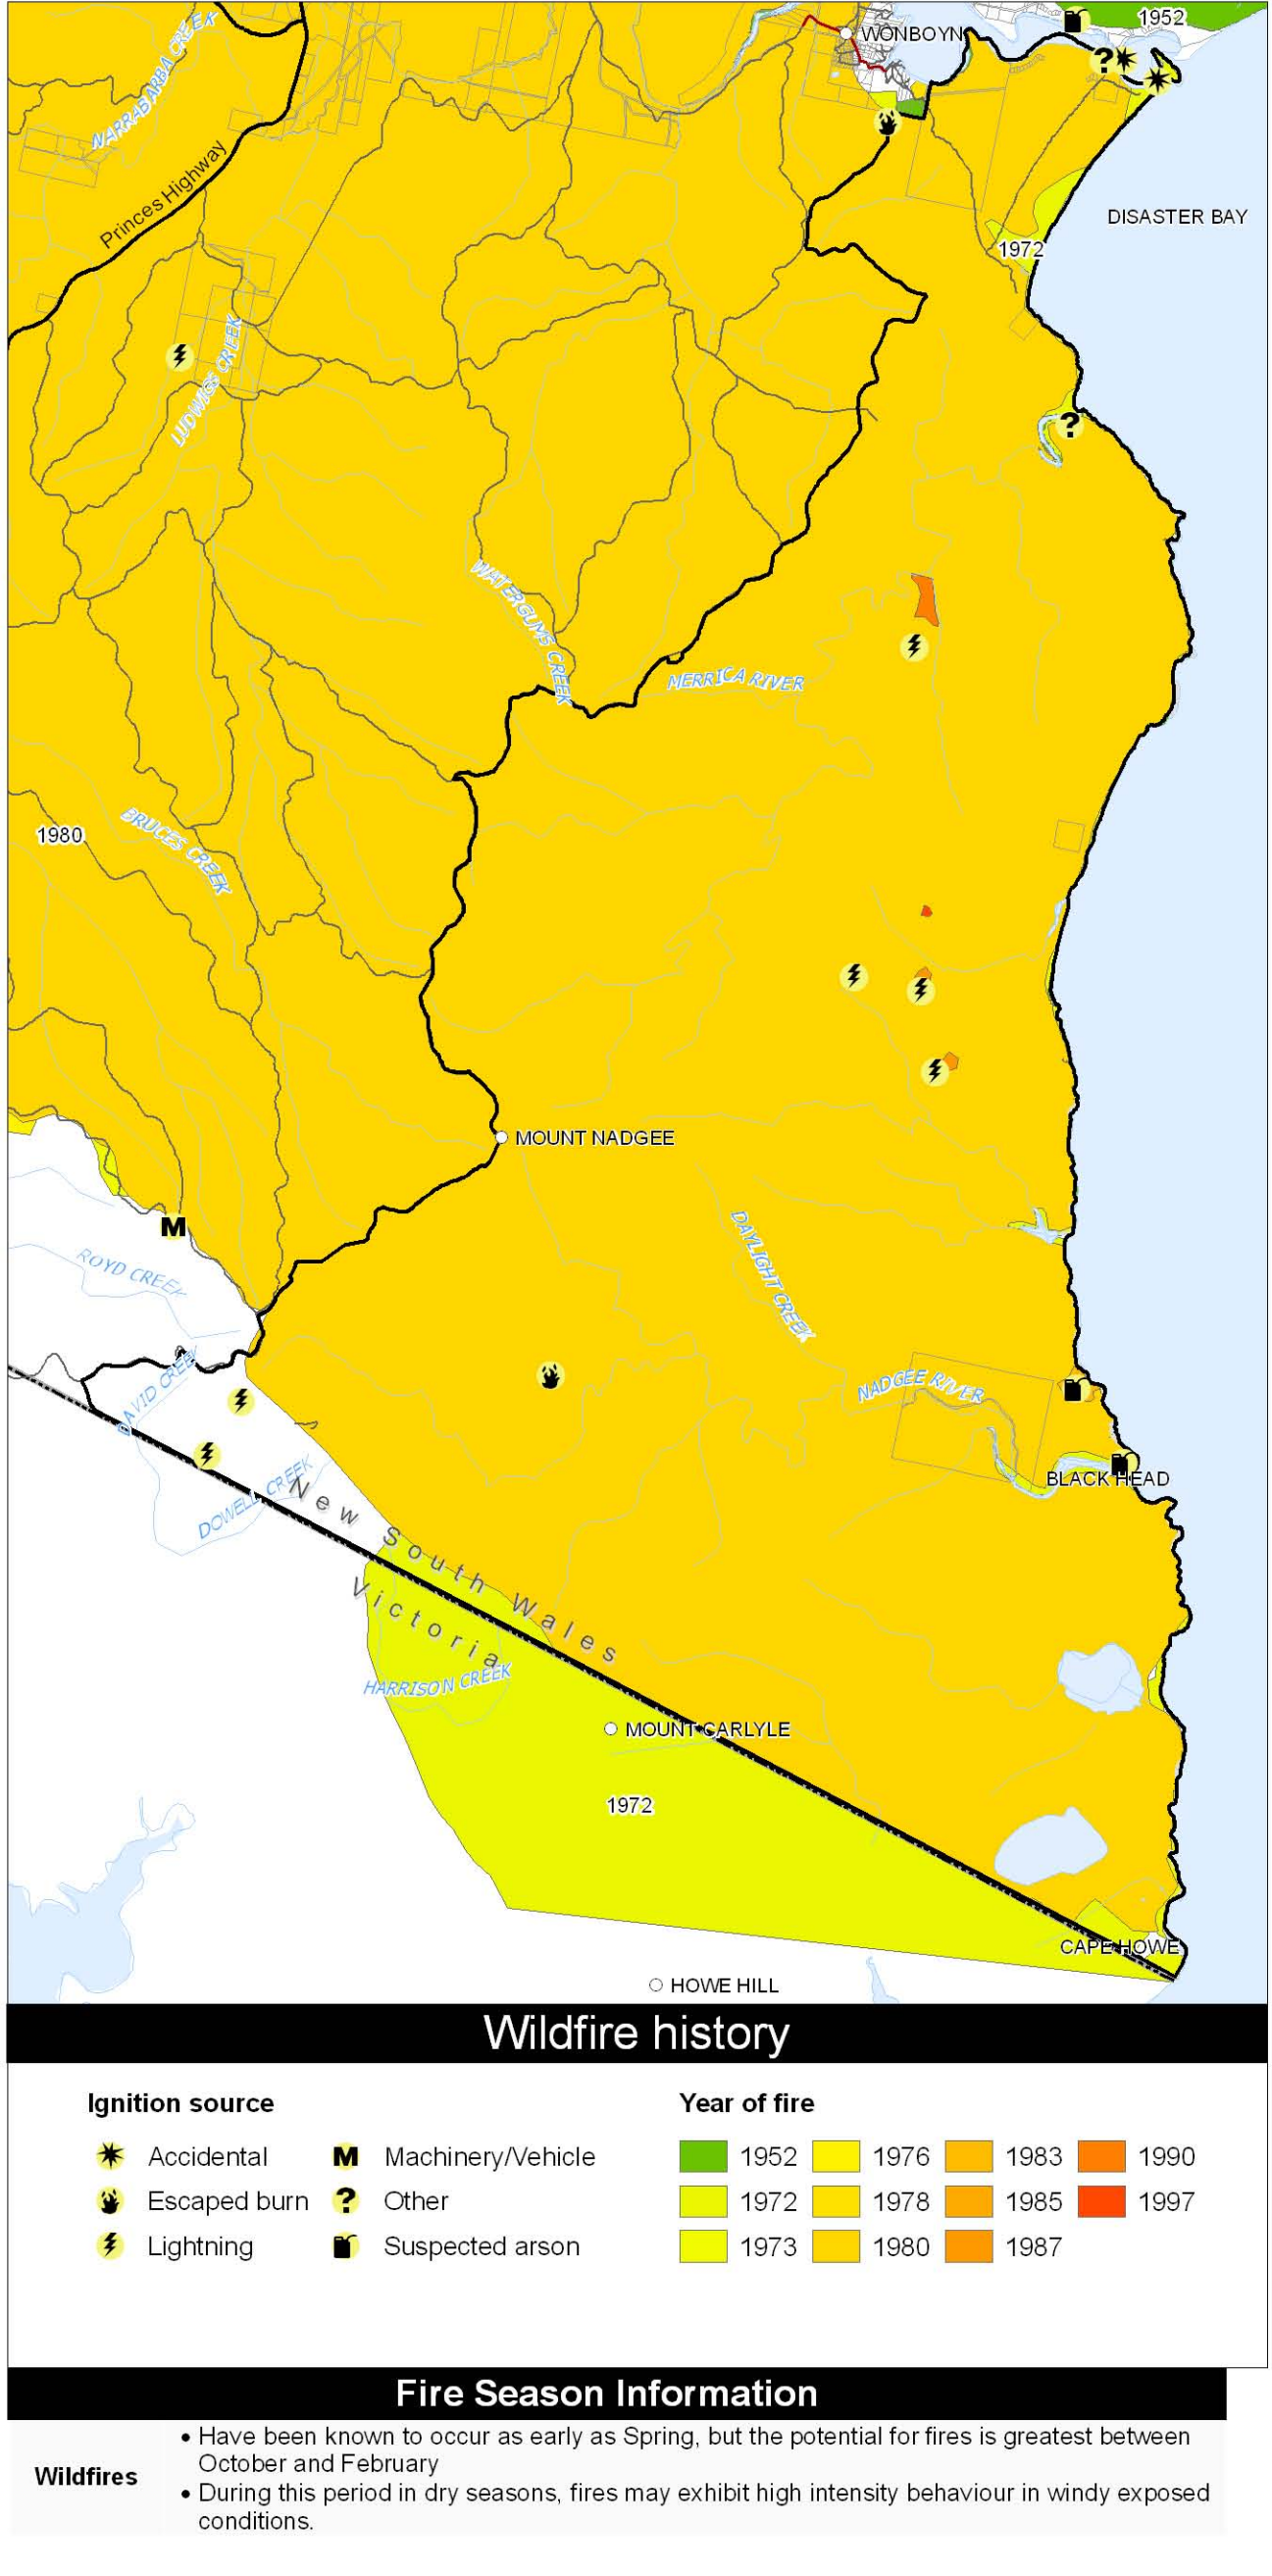 1952
WONBOYN
NARRABARBA CREEK
Princes Highway
DISASTER BAY
1972
LUDWIGS CREEK
WATERGUMS CREEK
MERRICA RIVER
1980
BRUCES CREEK
MOUNT NADGEE
M
DAYLIGHT CREEK
ROYD CREEK
DAVID CREEK
NADGEE RIVER
BLACK HEAD
DOWELL CREEK
New South Wales
Victoria
HARRISON CREEK
MOUNT CARLYLE
1972
CAPE HOWE
HOWE HILL
Wildfire history
Ignition source
Accidental
Escaped burn
Lightning
M Machinery/Vehicle
? Other
Suspected arson
Year of fire
1952 1976 1983 1990
1972 1978 1985 1997
1973 1980 1987
Fire Season Information
Wildfires
• Have been known to occur as early as Spring, but the potential for fires is greatest between
October and February
• During this period in dry seasons, fires may exhibit high intensity behaviour in windy exposed
conditions.